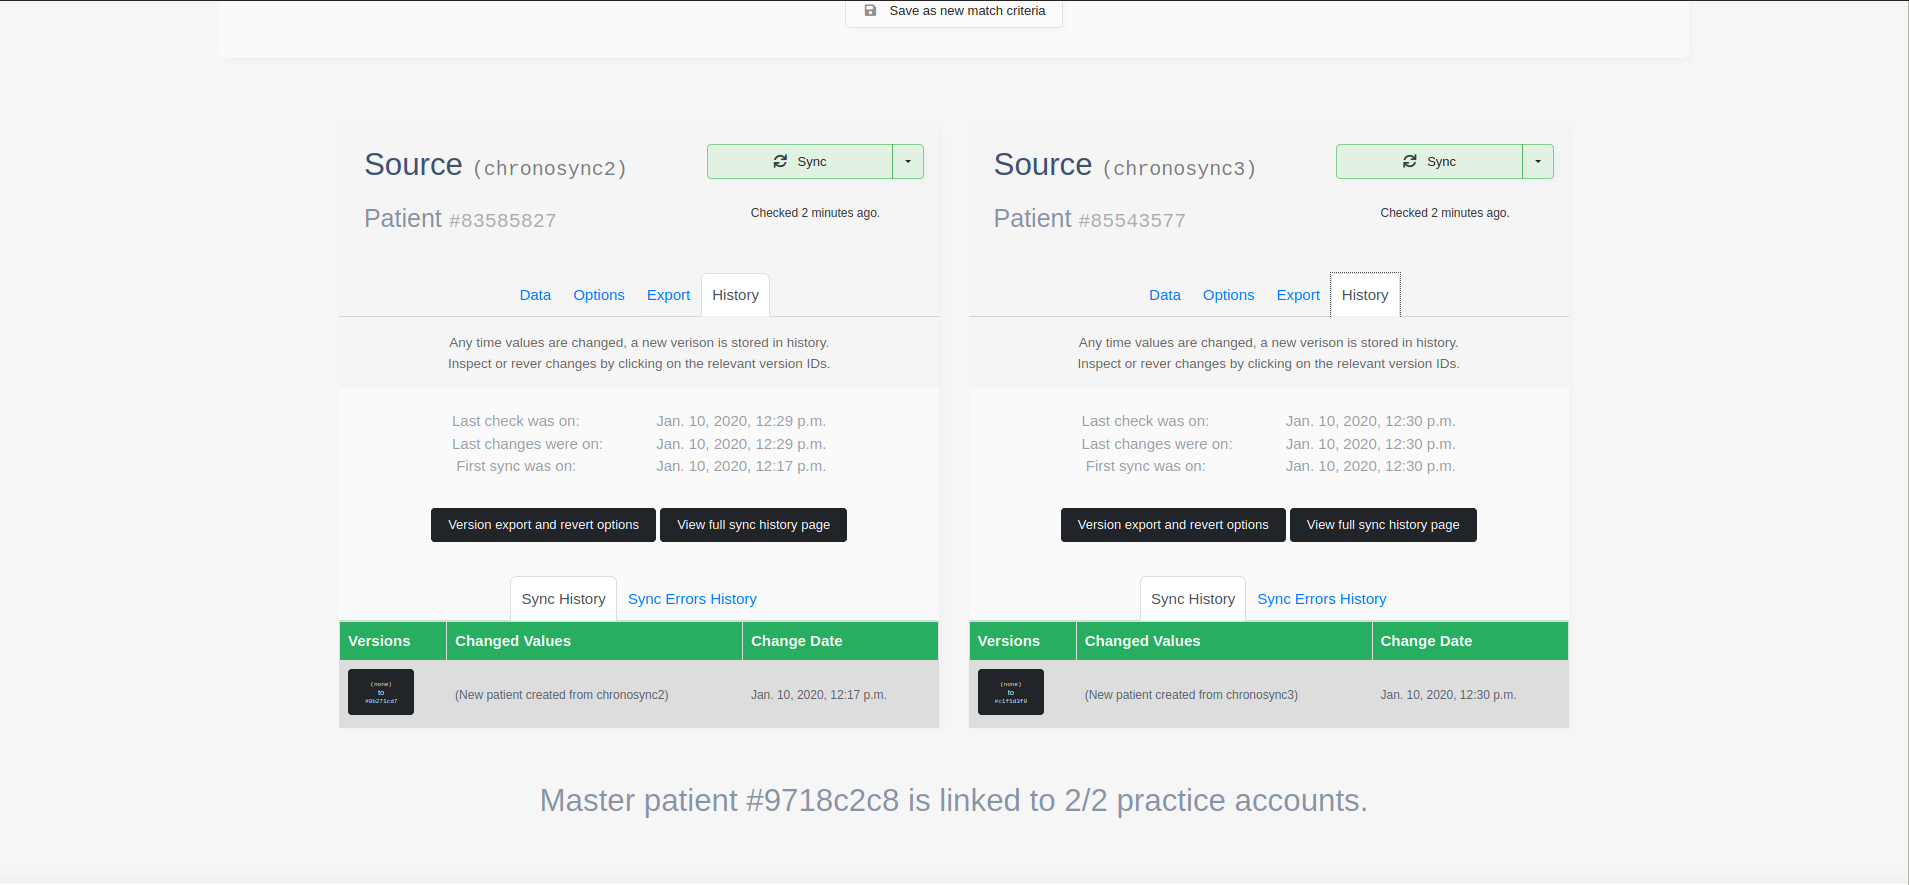 Save as new match criteria
Source (chronosync2)
Sync
Patient #83585827
Checked 2 minutes ago.
Data Options Export History
Any time values are changed, a new verison is stored in history.
Inspect or rever changes by clicking on the relevant version IDs.
Last check was on: Jan. 10, 2020, 12:29 p.m.
Last changes were on: Jan. 10, 2020, 12:29 p.m.
First sync was on: Jan. 10, 2020, 12:17 p.m.
Version export and revert options View full sync history page
Sync History Sync Errors History
Versions Changed Values Change Date
(none)
to
#0b271cd7
(New patient created from chronosync2) Jan. 10, 2020, 12:17 p.m.
Source (chronosync3)
Sync
Patient #85543577
Checked 2 minutes ago.
Data Options Export History
Any time values are changed, a new verison is stored in history.
Inspect or rever changes by clicking on the relevant version IDs.
Last check was on: Jan. 10, 2020, 12:30 p.m.
Last changes were on: Jan. 10, 2020, 12:30 p.m.
First sync was on: Jan. 10, 2020, 12:30 p.m.
Version export and revert options View full sync history page
Sync History Sync Errors History
Versions Changed Values Change Date
(none)
to
(New patient created from chronosync3) Jan. 10, 2020, 12:30 p.m.
Master patient #9718c2c8 is linked to 2/2 practice accounts.